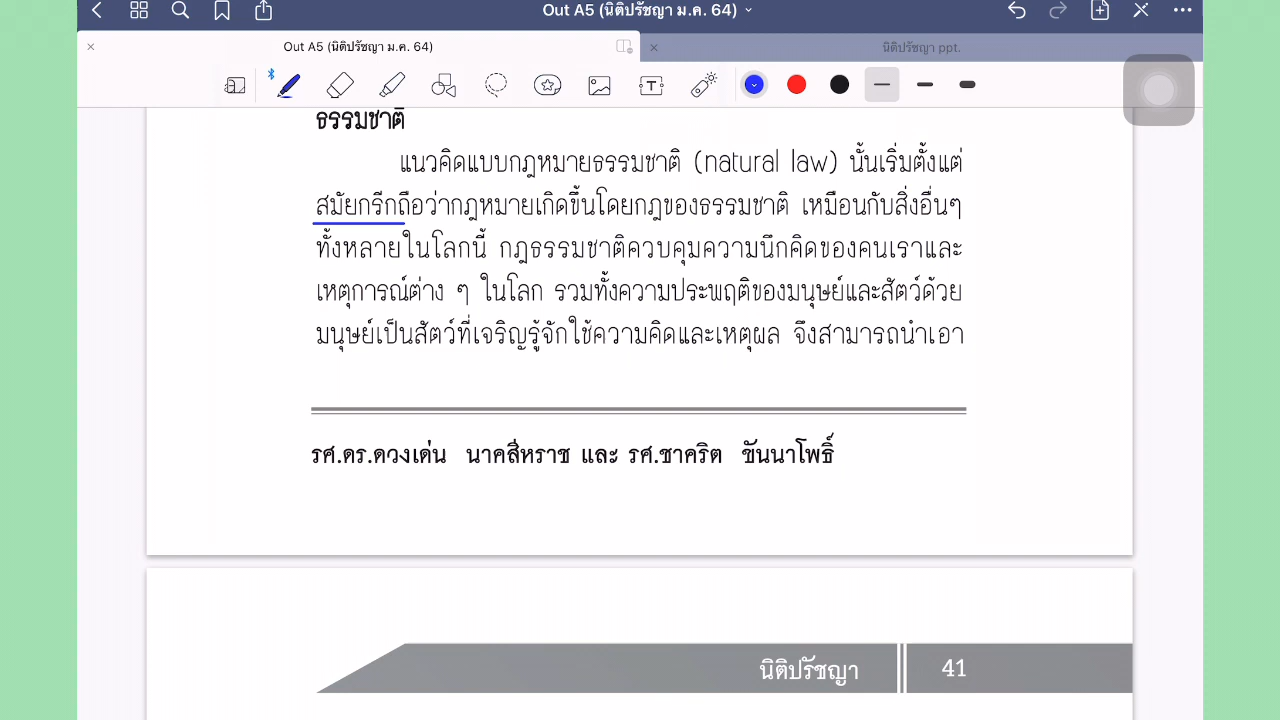 Out A5 (นิติปรัชญา ม.ค. 64)
Out A5 (นิติปรัชญา ม.ค. 64)
นิติปรัชญา ppt.
ธรรมชาติ
แนวคิดแบบกฎหมายธรรมชาติ (natural law) นั้นเริ่มตั้งแต่
สมัยกรีกถือว่ากฎหมายเกิดขึ้นโดยกฎของธรรมชาติ เหมือนกับสิ่งอื่นๆ
ทั้งหลายในโลกนี้ กฎธรรมชาติควบคุมความนึกคิดของคนเราและ
เหตุการณ์ต่าง ๆ ในโลก รวมทั้งความประพฤติของมนุษย์และสัตว์ด้วย
มนุษย์เป็นสัตว์ที่เจริญรู้จักใช้ความคิดและเหตุผล จึงสามารถนำเอา
รศ.ดร.ดวงเด่น นาคสีหราช และ รศ.ชาคริต ขันนาโพธิ์
นิติปรัชญา 41